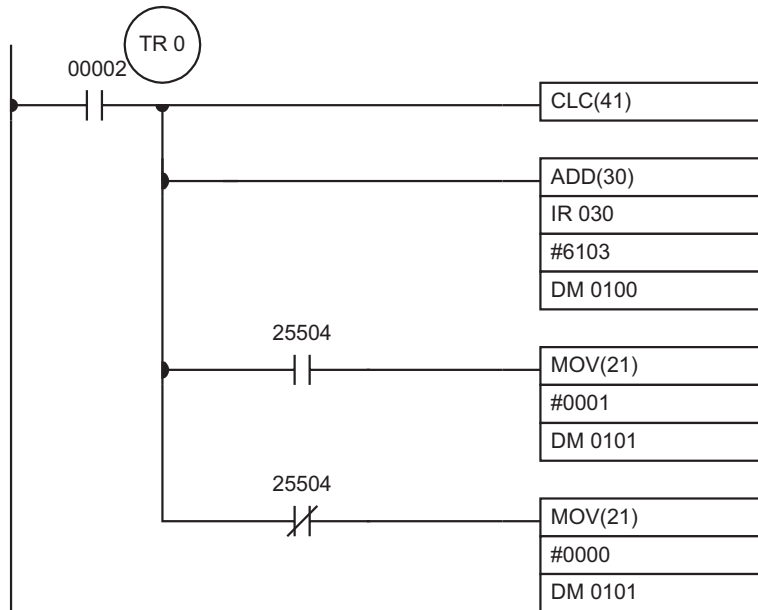 TR 0
00002
CLC(41)
ADD(30)
IR 030
#6103
DM 0100
25504
MOV(21)
#0001
DM 0101
25504
MOV(21)
#0000
DM 0101